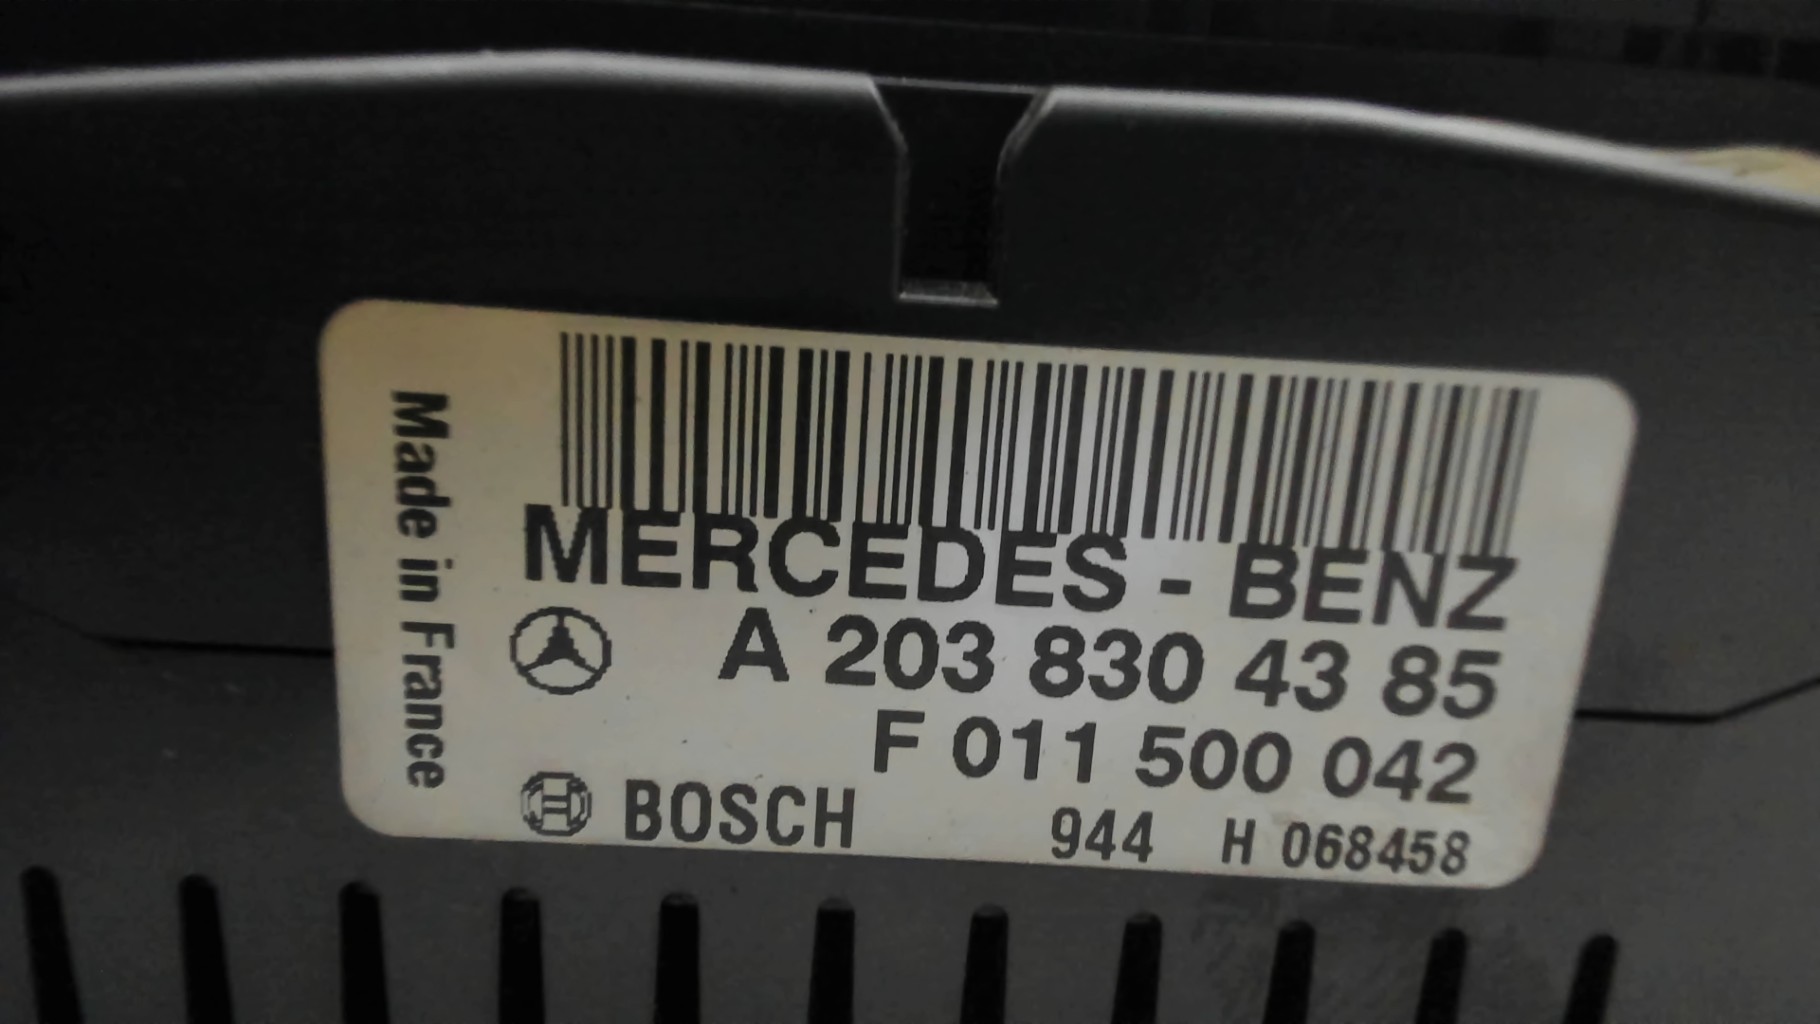 Made in France
MERCEDES - BENZ
A 203 830 43 85
F 011 500 042
BOSCH 944 H 068458